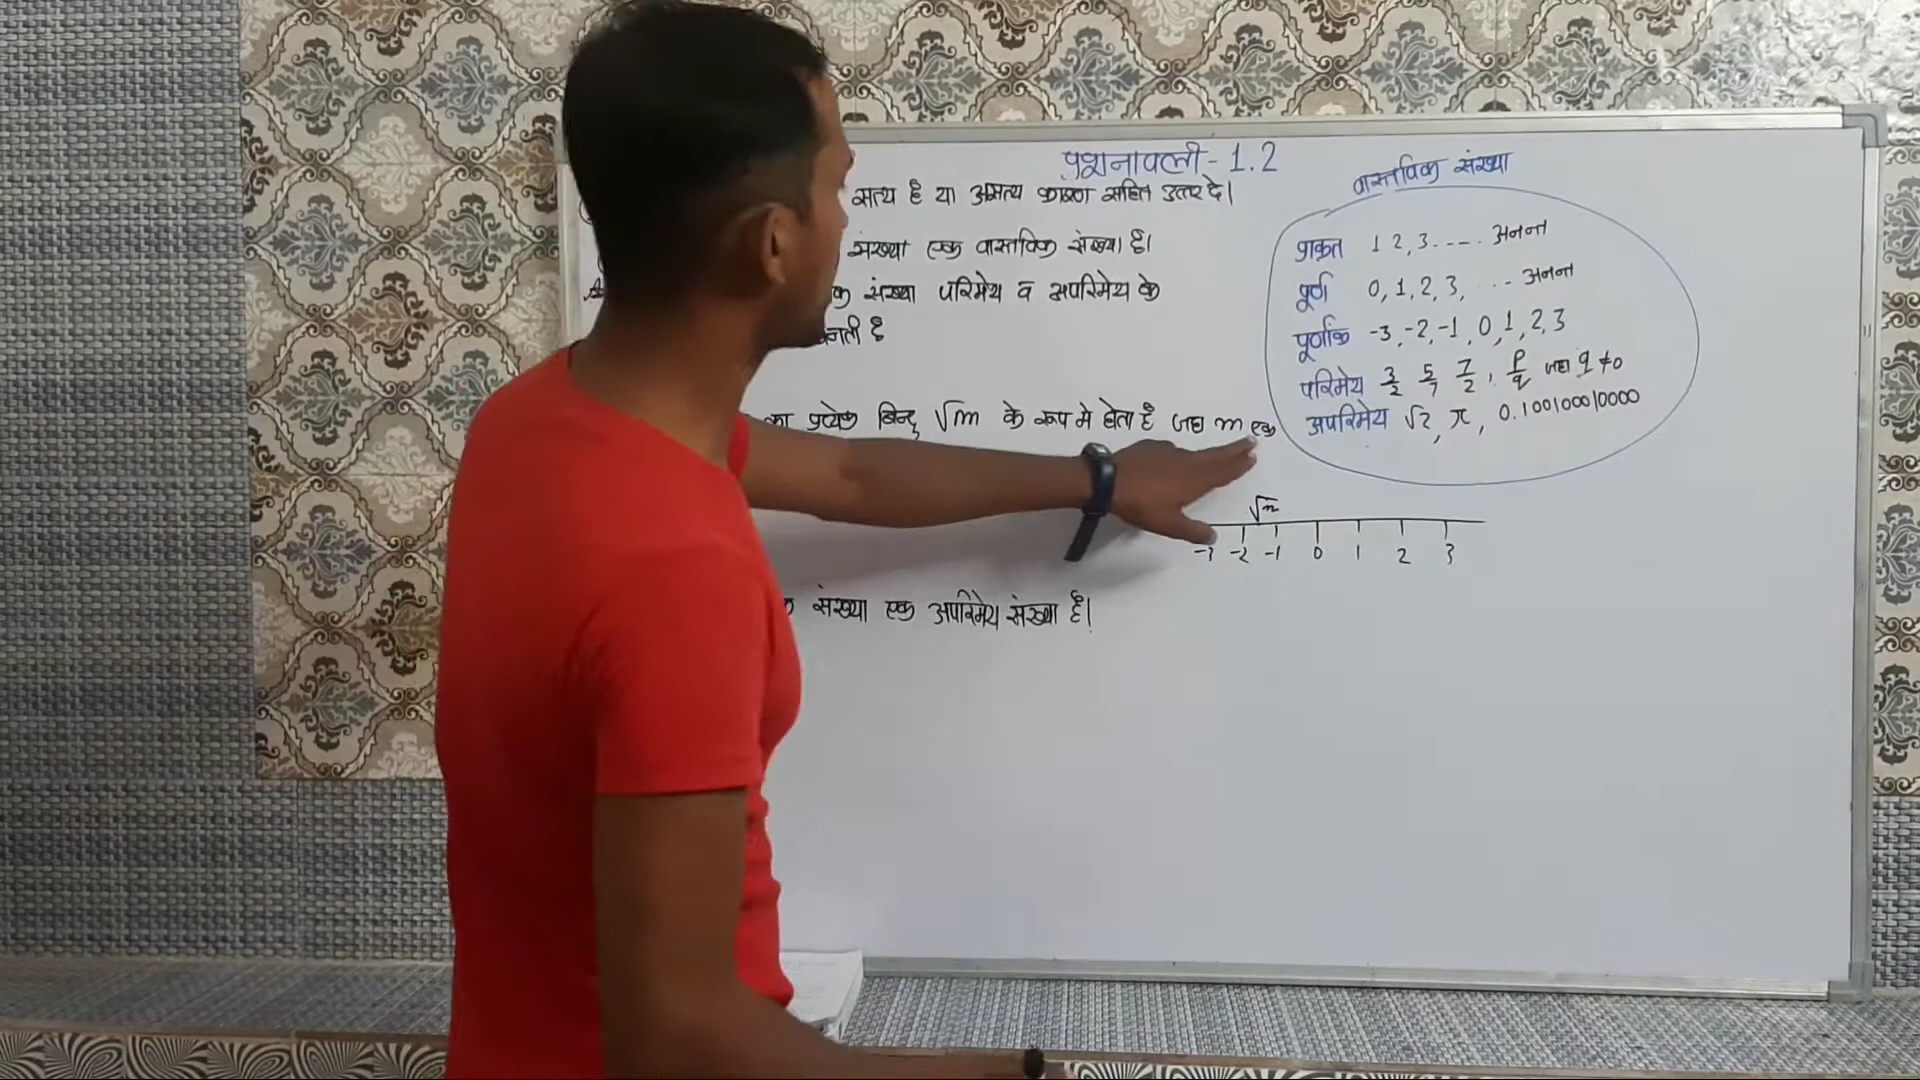 प्रशनावली - 1.2
सत्य है या असत्य कारण सहित उत्तर दे।
संख्या एक वास्तविक संख्या है।
संख्या परिमेय व अपरिमेय के
है
का प्रत्येक बिन्दु √m के रूप मे होता है जहा m एक
संख्या एक अपरिमेय संख्या है।
वास्तविक संख्या
प्राकृत 1 2, 3 ..... अनन्त
पूर्ण 0, 1, 2, 3, ... अनन्त
पूर्णांक -3, -2, -1, 0, 1, 2, 3
परिमेय 3/2 5/7 7/2, p/q जहा q ≠ 0
अपरिमेय √2, π, 0.10010010000
√m
-2 -1 0 1 2 3